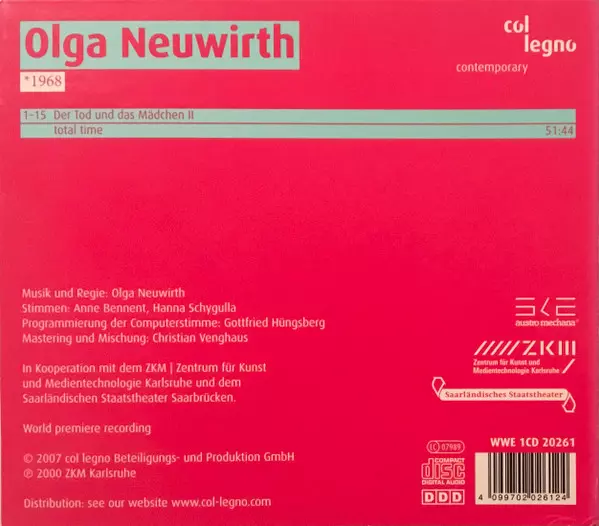 Olga Neuwirth
col
legno
contemporary
*1968
1–15 Der Tod und das Mädchen II
total time 51:44
Musik und Regie: Olga Neuwirth
Stimmen: Anne Bennent, Hanna Schygulla
Programmierung der Computerstimme: Gottfried Hüngsberg
Mastering und Mischung: Christian Venghaus
In Kooperation mit dem ZKM | Zentrum für Kunst
und Medientechnologie Karlsruhe und dem
Saarländischen Staatstheater Saarbrücken.
World premiere recording
© 2007 col legno Beteiligungs- und Produktion GmbH
℗ 2000 ZKM Karlsruhe
Distribution: see our website www.col-legno.com
SKE
austro mechana®
ZKM
Zentrum für Kunst und
Medientechnologie Karlsruhe
Saarländisches Staatstheater
LC 07989
COMPACT
disc
DIGITAL AUDIO
DDD
WWE 1CD 20261
4 099702 026124